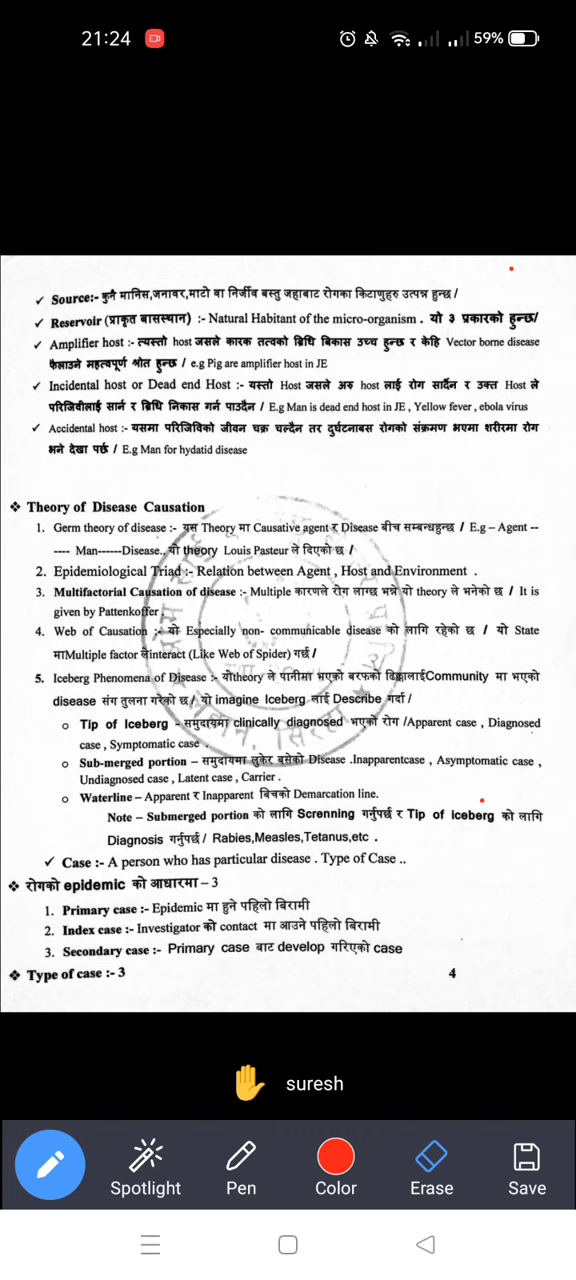 21:24
59%
✓ Source:- कुनै मानिस,जनावर,माटो वा निर्जीव बस्तु जहाबाट रोगका किटाणुहरु उत्पन्न हुन्छ /
✓ Reservoir (प्राकृत बासस्थान) :- Natural Habitant of the micro-organism . यो ३ प्रकारको हुन्छ/
✓ Amplifier host :- त्यस्तो host जसले कारक तत्वको ब्रिधि बिकास उच्च हुन्छ र केहि Vector borne disease
फैलाउने महत्वपूर्ण श्रोत हुन्छ / e.g Pig are amplifier host in JE
✓ Incidental host or Dead end Host :- यस्तो Host जसले अरु host लाई रोग सार्दैन र उक्त Host ले
परिजिवीलाई सार्न र ब्रिधि निकास गर्न पाउदैन / E.g Man is dead end host in JE , Yellow fever , ebola virus
✓ Accidental host :- यसमा परिजिविको जीवन चक्र चल्दैन तर दुर्घटनाबस रोगको संक्रमण भएमा शरीरमा रोग
भने देखा पर्छ / E.g Man for hydatid disease
❖ Theory of Disease Causation
1. Germ theory of disease :- यस Theory मा Causative agent र Disease बीच सम्बन्धहुन्छ / E.g – Agent --
---- Man------Disease.. यो theory Louis Pasteur ले दिएको छ /
2. Epidemiological Triad :- Relation between Agent , Host and Environment .
3. Multifactorial Causation of disease :- Multiple कारणले रोग लाग्छ भन्ने यो theory ले भनेको छ / It is
given by Pattenkoffer .
4. Web of Causation :- यो Especially non- communicable disease को लागि रहेको छ / यो State
माMultiple factor लेinteract (Like Web of Spider) गर्छ /
5. Iceberg Phenomena of Disease :- योtheory ले पानीमा भएको बरफको ढिक्कालाईCommunity मा भएको
disease संग तुलना गरेको छ/ यो imagine Iceberg लाई Describe गर्दा /
o Tip of Iceberg – समुदायमा clinically diagnosed भएको रोग /Apparent case , Diagnosed
case , Symptomatic case .
o Sub-merged portion – समुदायमा लुकेर बसेको Disease .Inapparentcase , Asymptomatic case ,
Undiagnosed case , Latent case , Carrier .
o Waterline – Apparent र Inapparent बिचको Demarcation line.
Note – Submerged portion को लागि Screnning गर्नुपर्छ र Tip of iceberg को लागि
Diagnosis गर्नुपर्छ / Rabies,Measles,Tetanus,etc .
✓ Case :- A person who has particular disease . Type of Case ..
❖ रोगको epidemic को आधारमा – 3
1. Primary case :- Epidemic मा हुने पहिलो बिरामी
2. Index case :- Investigator को contact मा आउने पहिलो बिरामी
3. Secondary case :- Primary case बाट develop गरिएको case
❖ Type of case :- 3
4
suresh
Spotlight
Pen
Color
Erase
Save